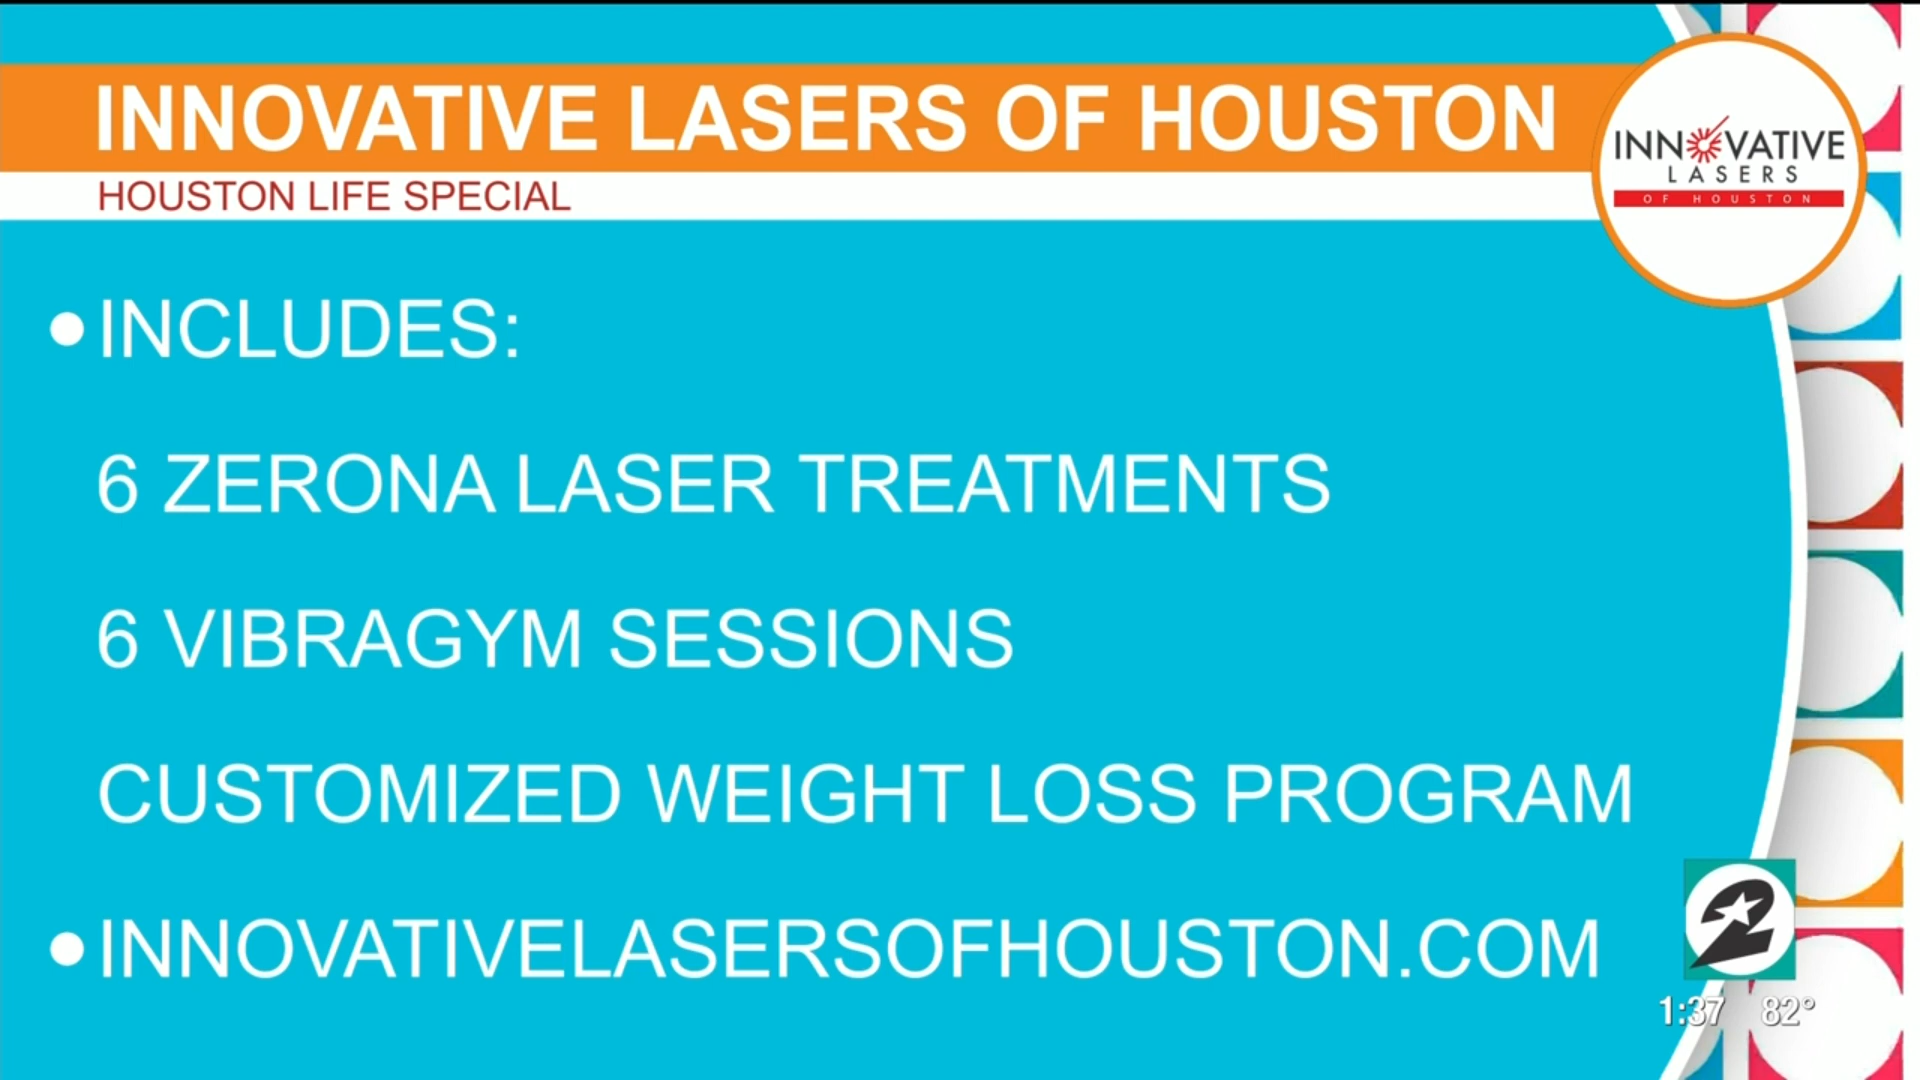 INNOVATIVE LASERS OF HOUSTON
HOUSTON LIFE SPECIAL
INNOVATIVE
LASERS
OF HOUSTON
•INCLUDES:
6 ZERONA LASER TREATMENTS
6 VIBRAGYM SESSIONS
CUSTOMIZED WEIGHT LOSS PROGRAM
•INNOVATIVELASERSOFHOUSTON.COM
2
1:37 82°